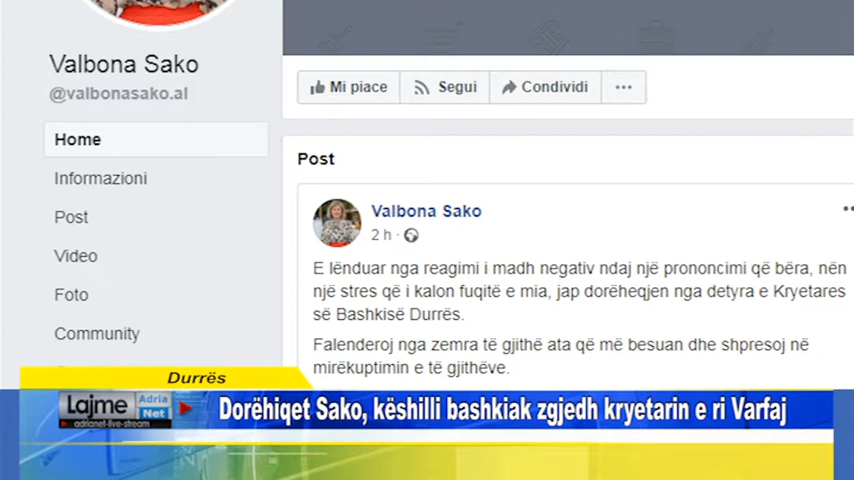 Valbona Sako
@valbonasako.al
Mi piace
Segui
Condividi
Home
Informazioni
Post
Video
Foto
Community
Post
Valbona Sako
2 h ·
E lënduar nga reagimi i madh negativ ndaj një prononcimi që bëra, nën
një stres që i kalon fuqitë e mia, jap dorëheqjen nga detyra e Kryetares
së Bashkisë Durrës.
Falenderoj nga zemra të gjithë ata që më besuan dhe shpresoj në
mirëkuptimin e të gjithëve.
Durrës
Lajme
Adria
Net
adrianet-live-stream
Dorëhiqet Sako, këshilli bashkiak zgjedh kryetarin e ri Varfaj